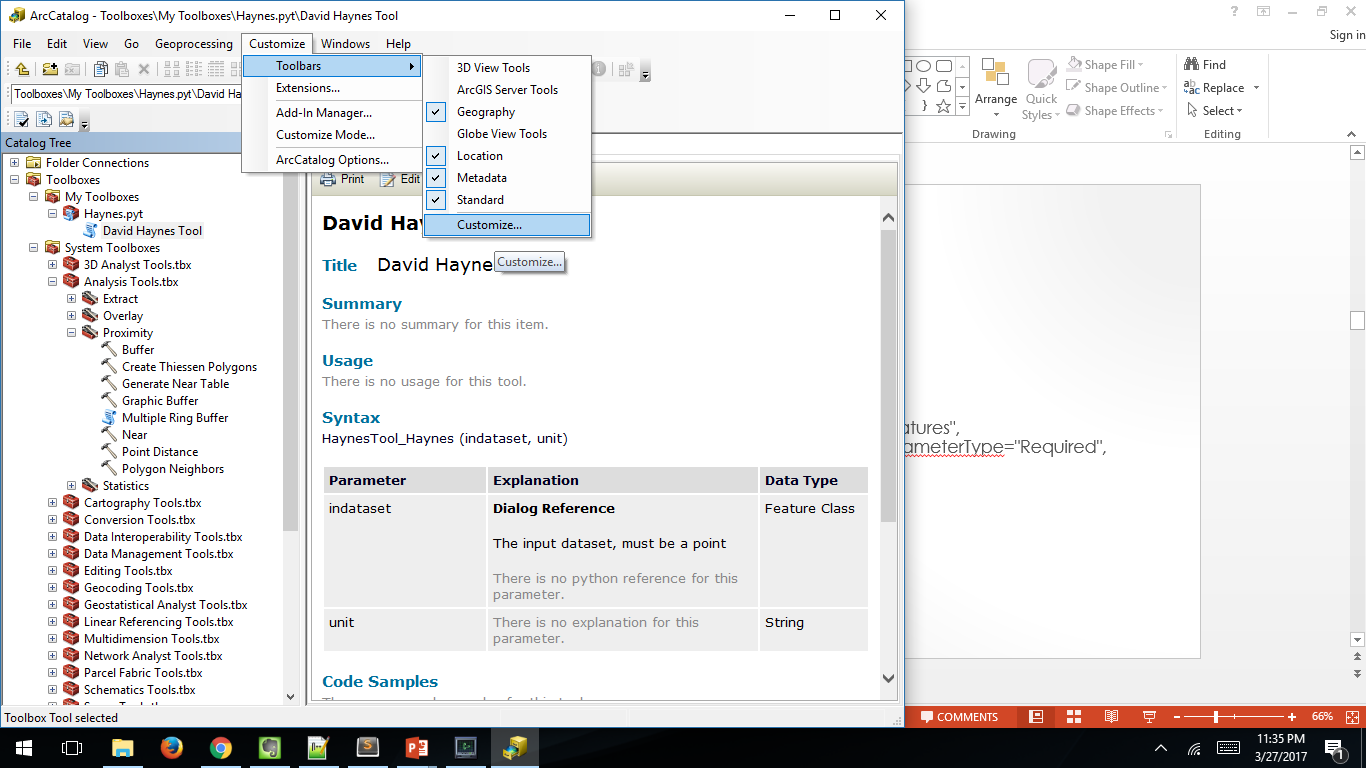 ArcCatalog - Toolboxes\My Toolboxes\Haynes.pyt\David Haynes Tool
File Edit View Go Geoprocessing Customize Windows Help
Toolboxes\My Toolboxes\Haynes.pyt\David Ha
Toolbars
Extensions...
Add-In Manager...
Customize Mode...
ArcCatalog Options...
3D View Tools
ArcGIS Server Tools
Geography
Globe View Tools
Location
Metadata
Standard
Customize...
Customize...
Catalog Tree
Folder Connections
Toolboxes
My Toolboxes
Haynes.pyt
David Haynes Tool
System Toolboxes
3D Analyst Tools.tbx
Analysis Tools.tbx
Extract
Overlay
Proximity
Buffer
Create Thiessen Polygons
Generate Near Table
Graphic Buffer
Multiple Ring Buffer
Near
Point Distance
Polygon Neighbors
Statistics
Cartography Tools.tbx
Conversion Tools.tbx
Data Interoperability Tools.tbx
Data Management Tools.tbx
Editing Tools.tbx
Geocoding Tools.tbx
Geostatistical Analyst Tools.tbx
Linear Referencing Tools.tbx
Multidimension Tools.tbx
Network Analyst Tools.tbx
Parcel Fabric Tools.tbx
Schematics Tools.tbx
Toolbox Tool selected
Print Edit
David Ha
Title David Hayne
Summary
There is no summary for this item.
Usage
There is no usage for this tool.
Syntax
HaynesTool_Haynes (indataset, unit)
Parameter Explanation Data Type
indataset Dialog Reference Feature Class
The input dataset, must be a point
There is no python reference for this
parameter.
unit There is no explanation for this String
parameter.
Code Samples
Sign in
Arrange
Quick
Styles
Shape Fill
Shape Outline
Shape Effects
Drawing
Find
Replace
Select
Editing
atures",
ameterType="Required",
COMMENTS
66%
11:35 PM
3/27/2017
1